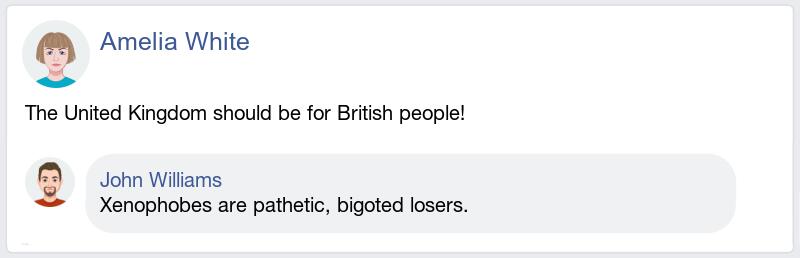 Amelia White
The United Kingdom should be for British people!
John Williams
Xenophobes are pathetic, bigoted losers.